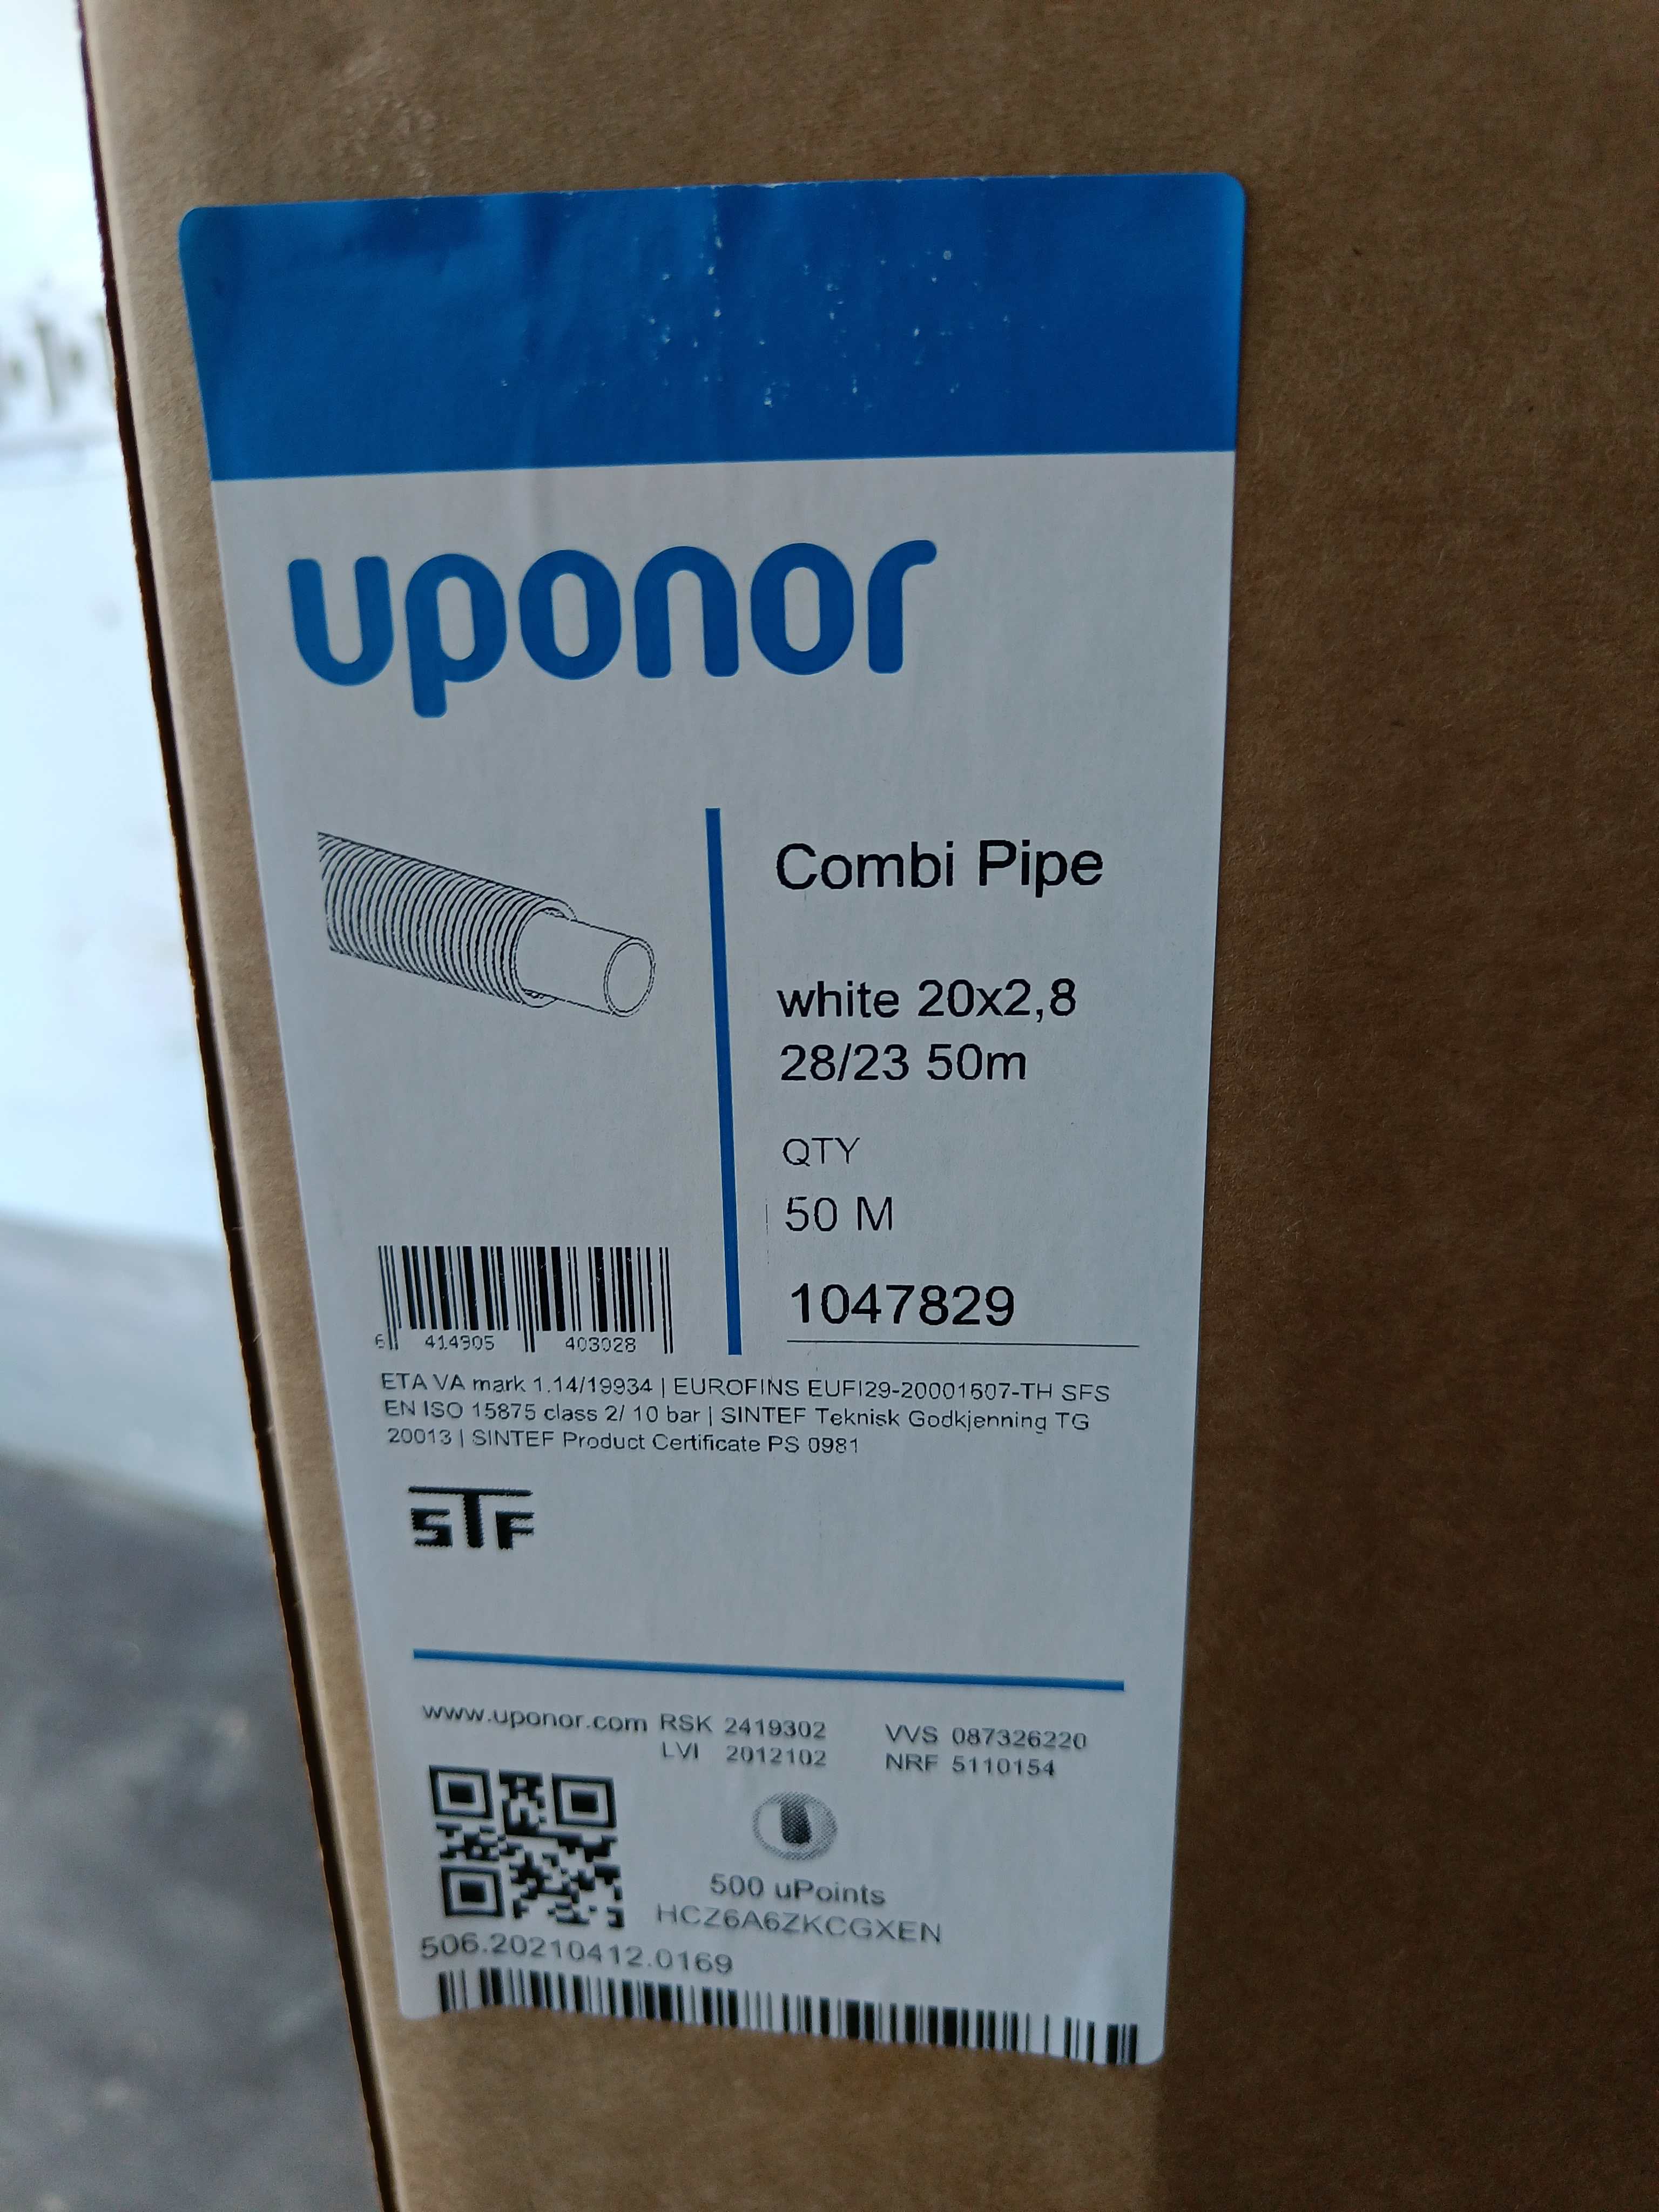 uponor
Combi Pipe
white 20x2,8
28/23 50m
QTY
50 M
1047829
6 414905 403028
ETA VA mark 1.14/19934 | EUROFINS EUFI29-20001607-TH SFS
EN ISO 15875 class 2/ 10 bar | SINTEF Teknisk Godkjenning TG
20013 | SINTEF Product Certificate PS 0981
STF
www.uponor.com RSK 2419302 VVS 087326220
LVI 2012102 NRF 5110154
500 uPoints
HCZ6A6ZKCGXEN
506.20210412.0169